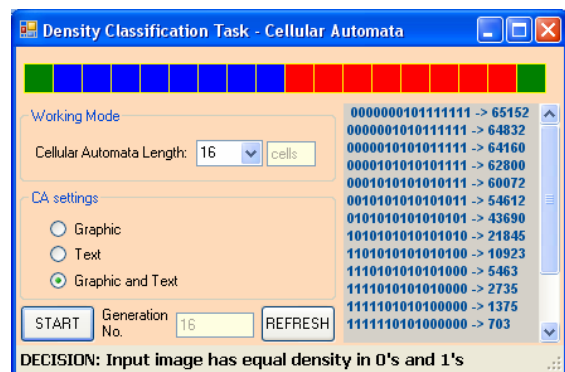 Density Classification Task - Cellular Automata
Working Mode
Cellular Automata Length: 16 cells
CA settings
Graphic
Text
Graphic and Text
START Generation No. 16 REFRESH
0000000101111111 -> 65152
0000001010111111 -> 64832
0000010101011111 -> 64160
0000101010101111 -> 62800
0001010101010111 -> 60072
0010101010101011 -> 54612
0101010101010101 -> 43690
1010101010101010 -> 21845
1101010101010100 -> 10923
1110101010101000 -> 5463
1111010101010000 -> 2735
1111101010100000 -> 1375
1111110101000000 -> 703
DECISION: Input image has equal density in 0's and 1's